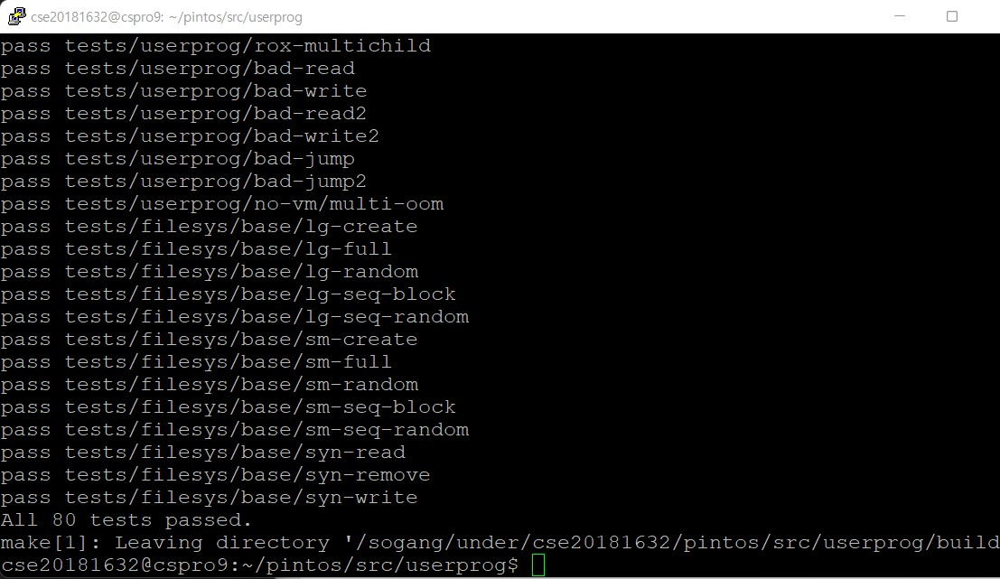 cse20181632@cspro9: ~/pintos/src/userprog
pass tests/userprog/rox-multichild
pass tests/userprog/bad-read
pass tests/userprog/bad-write
pass tests/userprog/bad-read2
pass tests/userprog/bad-write2
pass tests/userprog/bad-jump
pass tests/userprog/bad-jump2
pass tests/userprog/no-vm/multi-oom
pass tests/filesys/base/lg-create
pass tests/filesys/base/lg-full
pass tests/filesys/base/lg-random
pass tests/filesys/base/lg-seq-block
pass tests/filesys/base/lg-seq-random
pass tests/filesys/base/sm-create
pass tests/filesys/base/sm-full
pass tests/filesys/base/sm-random
pass tests/filesys/base/sm-seq-block
pass tests/filesys/base/sm-seq-random
pass tests/filesys/base/syn-read
pass tests/filesys/base/syn-remove
pass tests/filesys/base/syn-write
All 80 tests passed.
make[1]: Leaving directory '/sogang/under/cse20181632/pintos/src/userprog/build
cse20181632@cspro9:~/pintos/src/userprog$